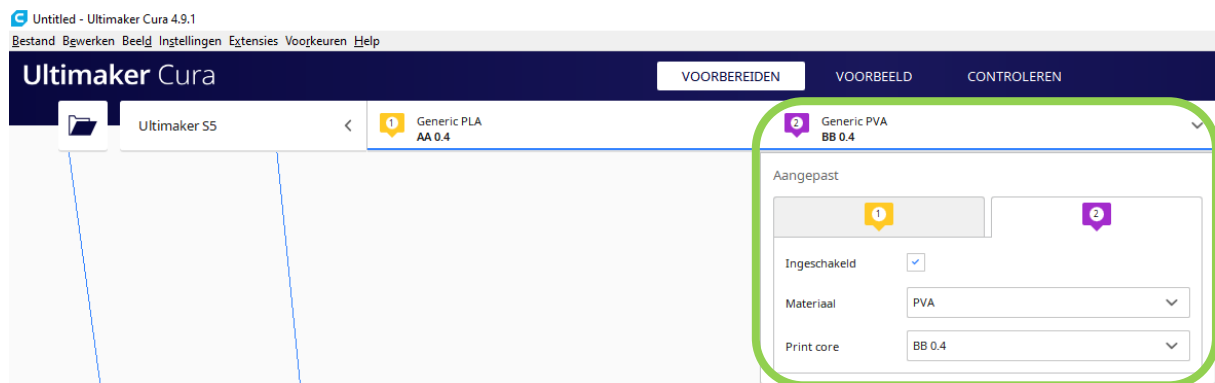 Untitled - Ultimaker Cura 4.9.1
Bestand Bewerken Beeld Instellingen Extensies Voorkeuren Help
Ultimaker Cura VOORBEREIDEN VOORBEELD CONTROLEREN
Ultimaker S5 1 Generic PLA 2 Generic PVA
AA 0.4 BB 0.4
Aangepast
1 2
Ingeschakeld
Materiaal PVA
Print core BB 0.4